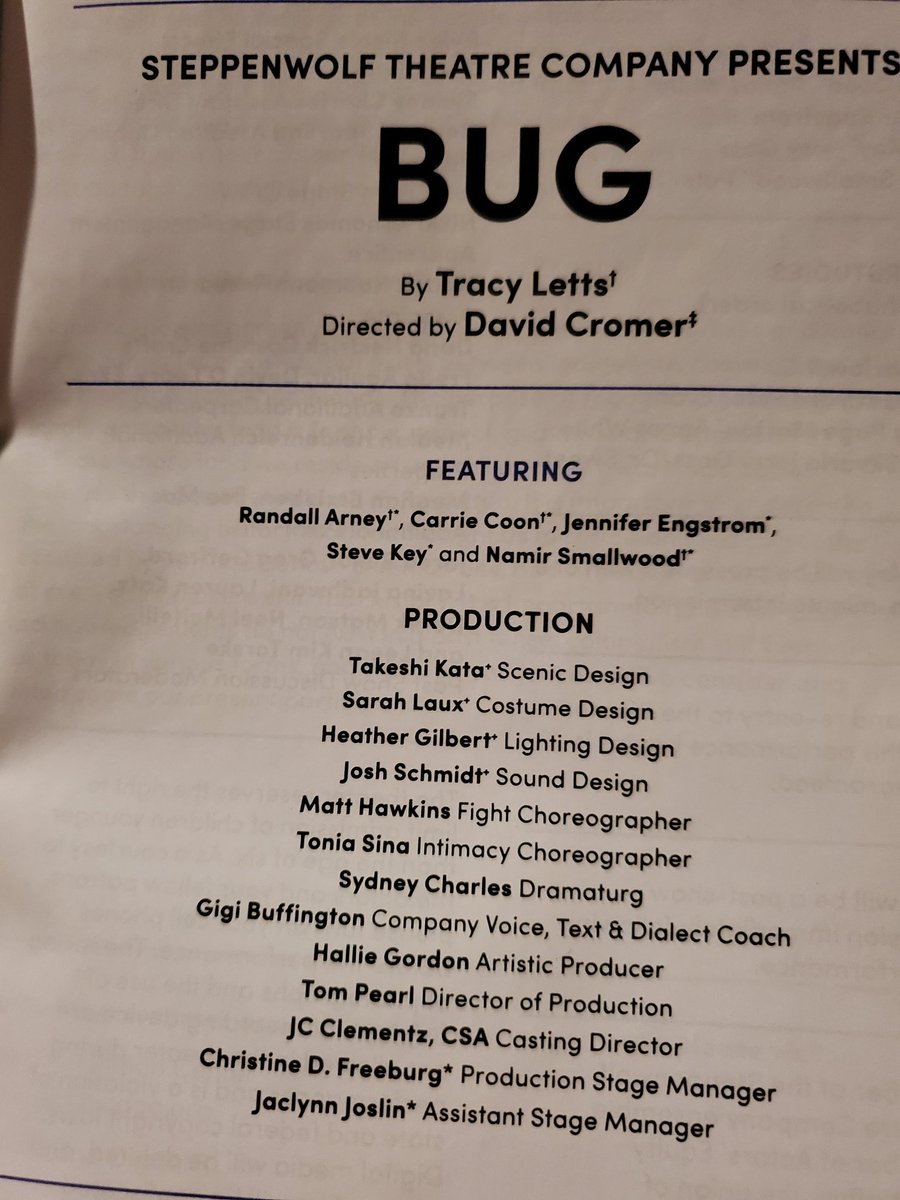 STEPPENWOLF THEATRE COMPANY PRESENTS
BUG
By Tracy Letts†
Directed by David Cromer‡
FEATURING
Randall Arney†*, Carrie Coon†*, Jennifer Engstrom*,
Steve Key* and Namir Smallwood†*
PRODUCTION
Takeshi Kata+ Scenic Design
Sarah Laux+ Costume Design
Heather Gilbert+ Lighting Design
Josh Schmidt+ Sound Design
Matt Hawkins Fight Choreographer
Tonia Sina Intimacy Choreographer
Sydney Charles Dramaturg
Gigi Buffington Company Voice, Text & Dialect Coach
Hallie Gordon Artistic Producer
Tom Pearl Director of Production
JC Clementz, CSA Casting Director
Christine D. Freeburg* Production Stage Manager
Jaclynn Joslin* Assistant Stage Manager